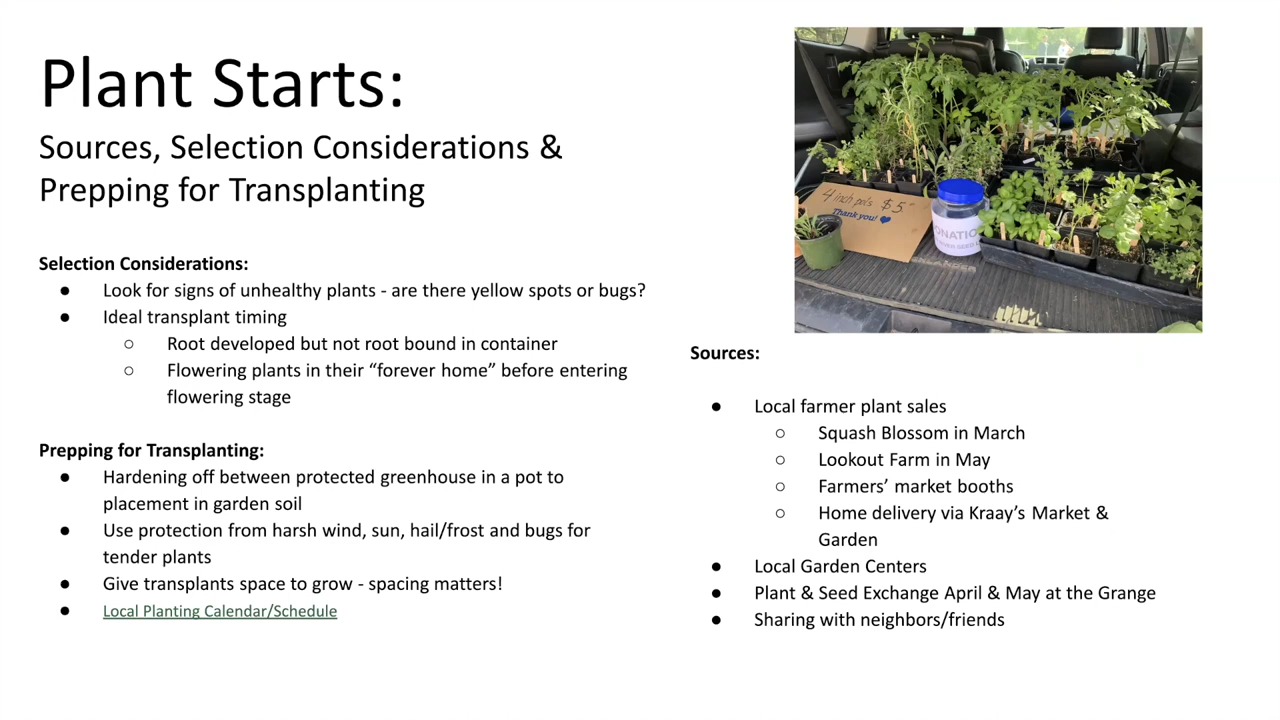 Plant Starts:
Sources, Selection Considerations &
Prepping for Transplanting
Selection Considerations:
● Look for signs of unhealthy plants - are there yellow spots or bugs?
● Ideal transplant timing
○ Root developed but not root bound in container
○ Flowering plants in their “forever home” before entering
flowering stage
Prepping for Transplanting:
● Hardening off between protected greenhouse in a pot to
placement in garden soil
● Use protection from harsh wind, sun, hail/frost and bugs for
tender plants
● Give transplants space to grow - spacing matters!
● Local Planting Calendar/Schedule
4 inch pots $5
Thank you!
Sources:
● Local farmer plant sales
○ Squash Blossom in March
○ Lookout Farm in May
○ Farmers’ market booths
○ Home delivery via Kraay’s Market &
Garden
● Local Garden Centers
● Plant & Seed Exchange April & May at the Grange
● Sharing with neighbors/friends